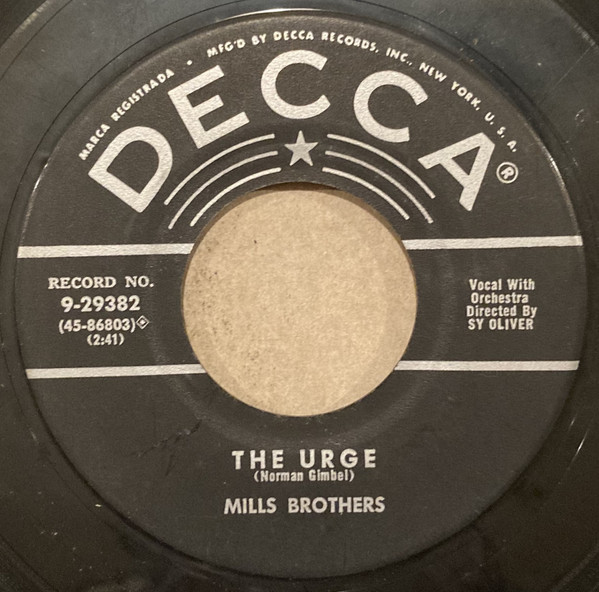 MARCA REGISTRADA • MFG'D BY DECCA RECORDS, INC., NEW YORK, U. S. A.
DECCA®
RECORD NO.
9-29382
(45-86803)
(2:41)
Vocal With
Orchestra
Directed By
SY OLIVER
THE URGE
(Norman Gimbel)
MILLS BROTHERS